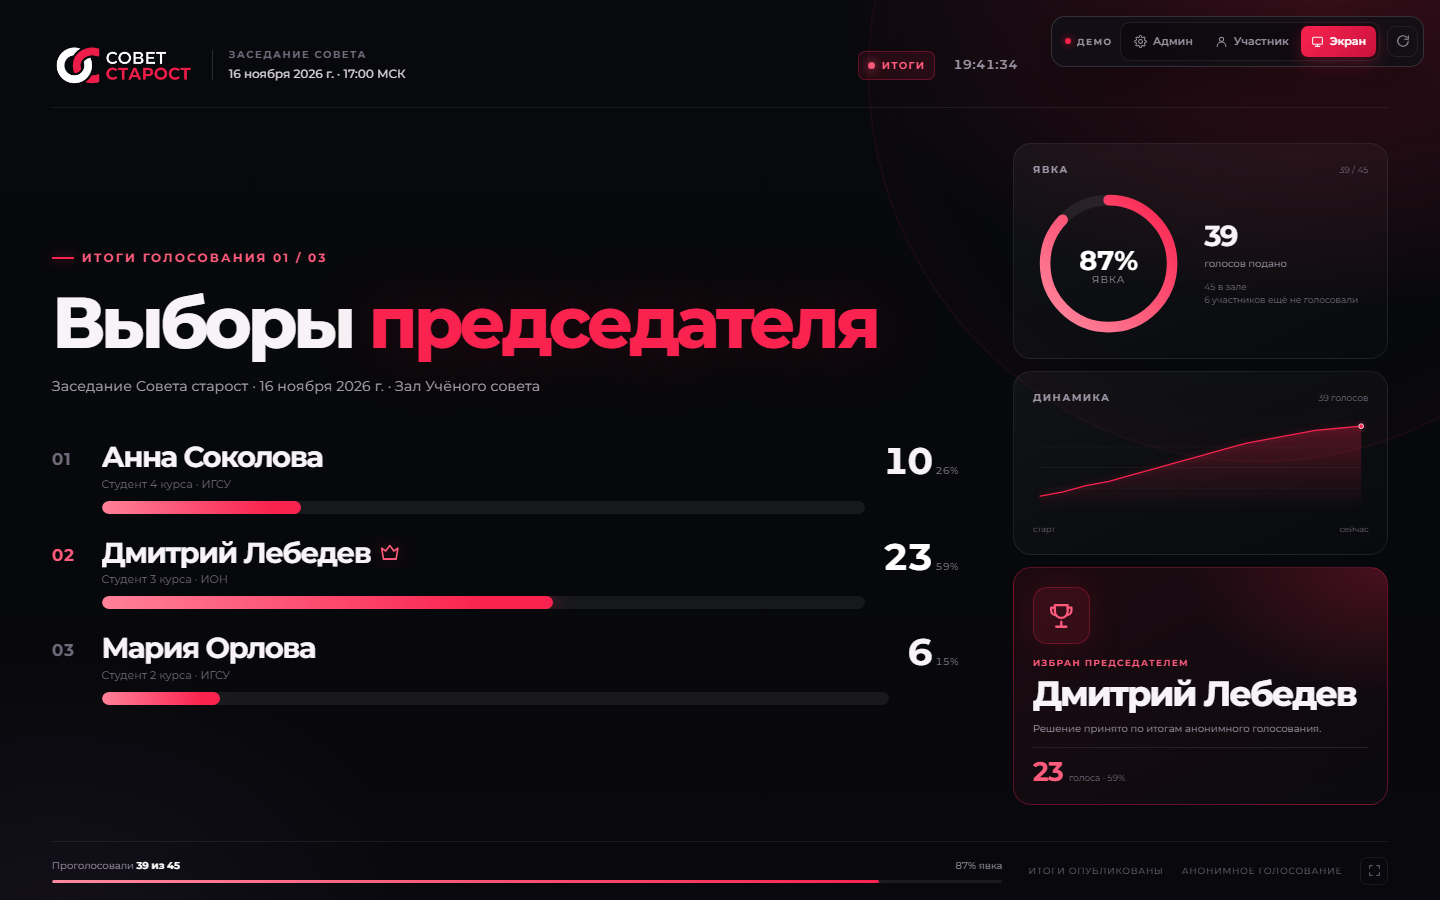 СОВЕТ
СТАРОСТ
ЗАСЕДАНИЕ СОВЕТА
16 ноября 2026 г. · 17:00 МСК
ИТОГИ
19:41:34
ДЕМО
Админ
Участник
Экран
ИТОГИ ГОЛОСОВАНИЯ 01 / 03
Выборы председателя
Заседание Совета старост · 16 ноября 2026 г. · Зал Учёного совета
01
Анна Соколова
10 26%
Студент 4 курса · ИГСУ
02
Дмитрий Лебедев
23 59%
Студент 3 курса · ИОН
03
Мария Орлова
6 15%
Студент 2 курса · ИГСУ
ЯВКА
39 / 45
87%
ЯВКА
39
голосов подано
45 в зале
6 участников ещё не голосовали
ДИНАМИКА
39 голосов
старт
сейчас
ИЗБРАН ПРЕДСЕДАТЕЛЕМ
Дмитрий Лебедев
Решение принято по итогам анонимного голосования.
23 голоса · 59%
Проголосовали 39 из 45
87% явка
ИТОГИ ОПУБЛИКОВАНЫ
АНОНИМНОЕ ГОЛОСОВАНИЕ